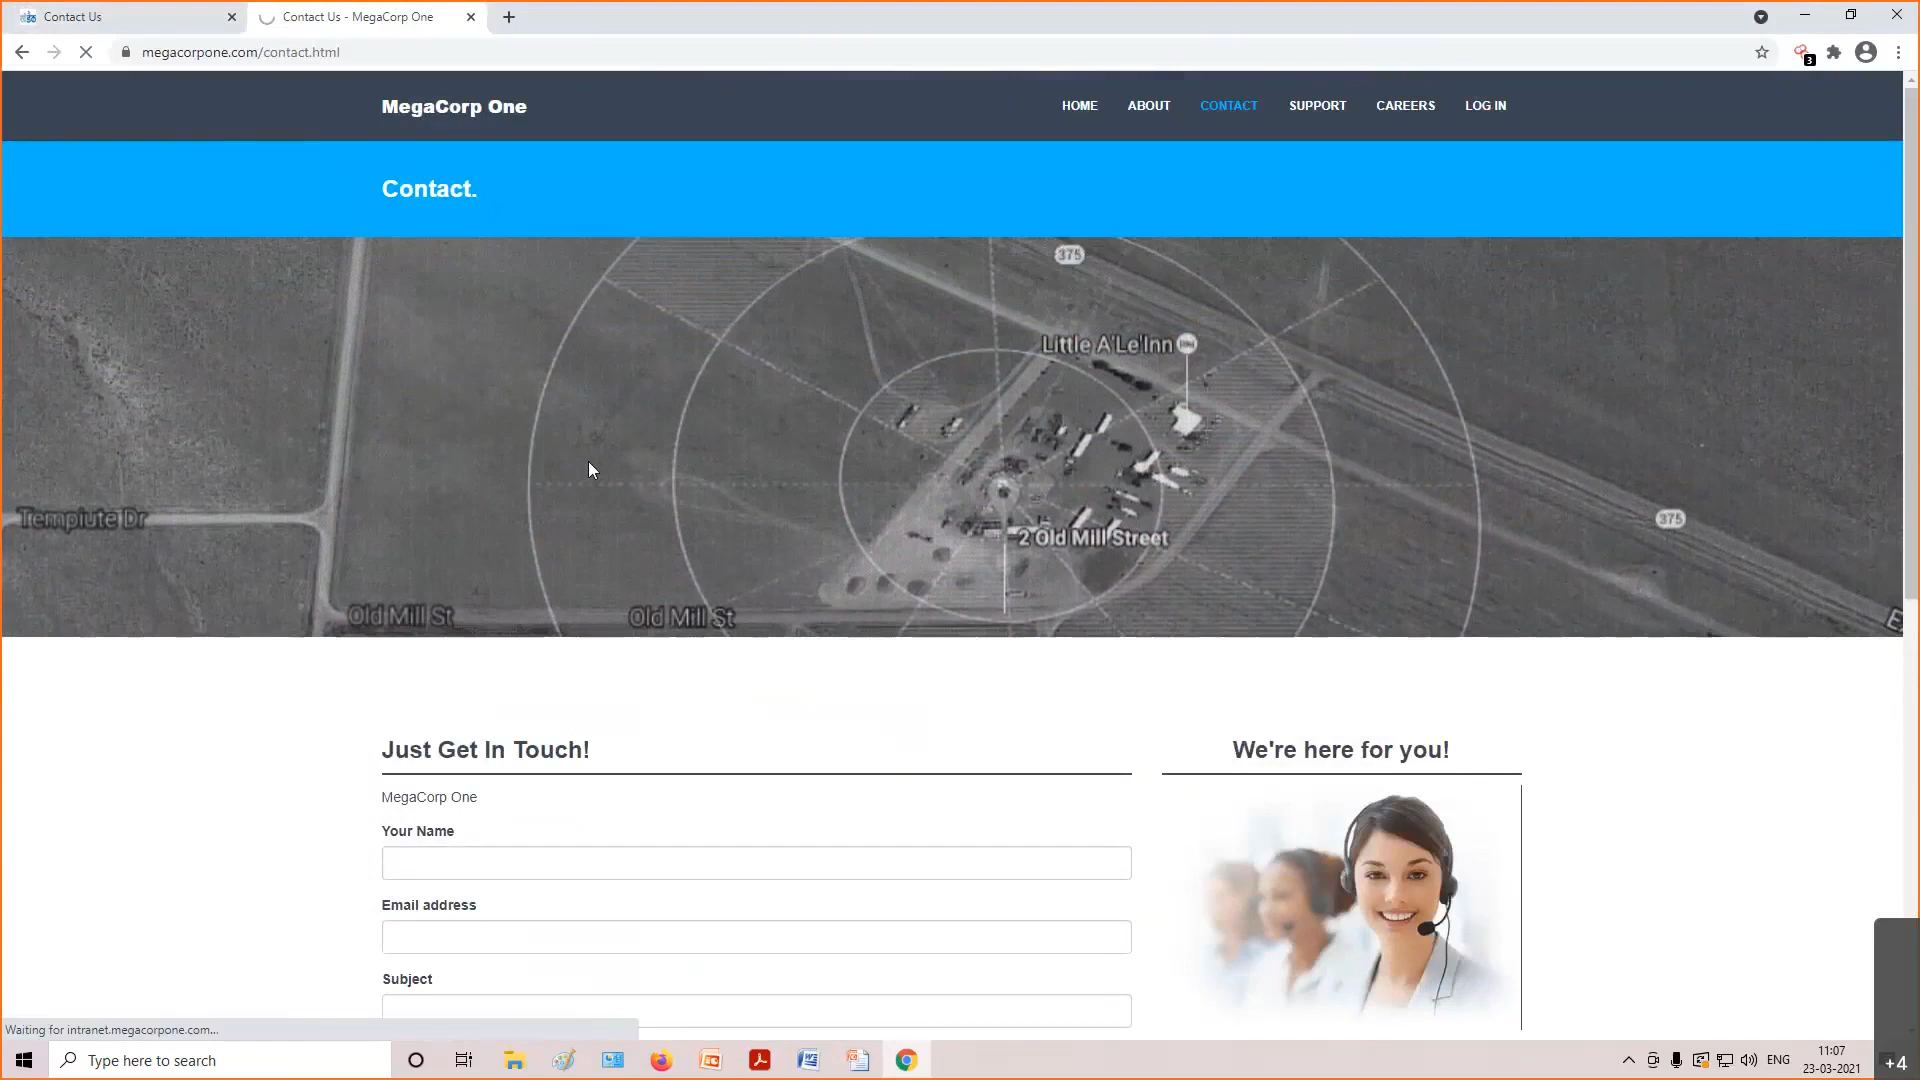 Contact Us
Contact Us - MegaCorp One
megacorpone.com/contact.html
3
MegaCorp One
HOME ABOUT CONTACT SUPPORT CAREERS LOG IN
Contact.
375
Little A'Le'Inn
Tempiute Dr
375
2 Old Mill Street
Old Mill St
Old Mill St
Just Get In Touch!
We're here for you!
MegaCorp One
Your Name
Email address
Subject
Waiting for intranet.megacorpone.com...
Type here to search
ENG
11:07
23-03-2021
+4